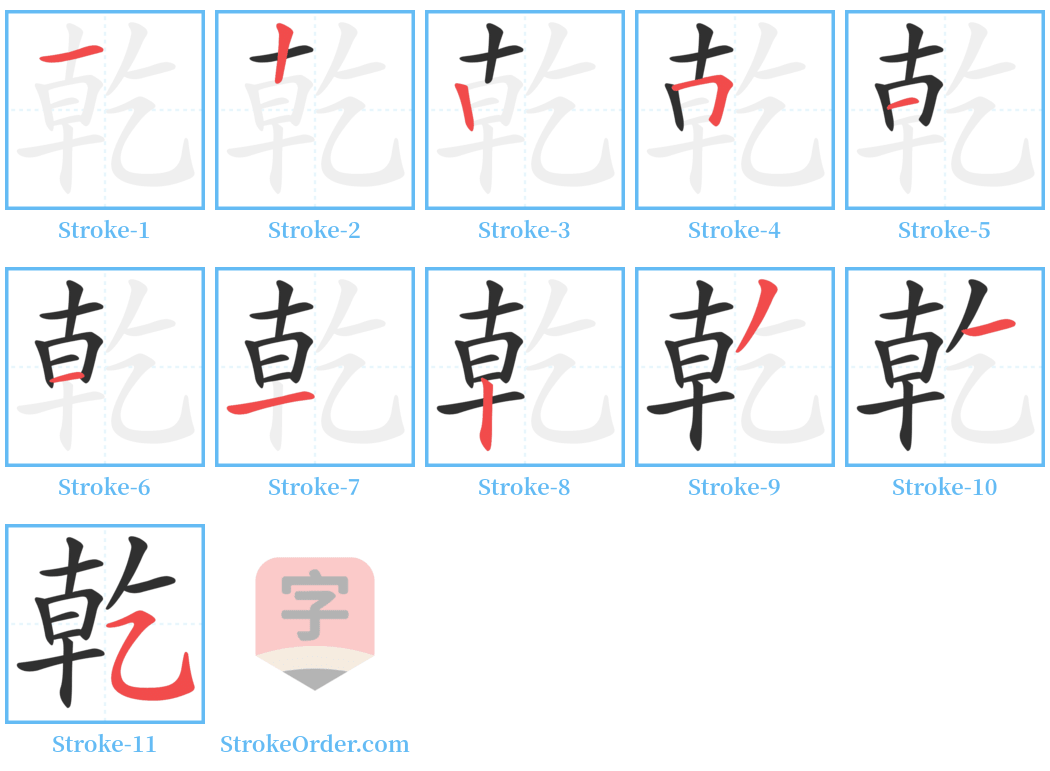 Stroke-1 Stroke-2 Stroke-3 Stroke-4 Stroke-5
Stroke-6 Stroke-7 Stroke-8 Stroke-9 Stroke-10
乾
字
Stroke-11 StrokeOrder.com